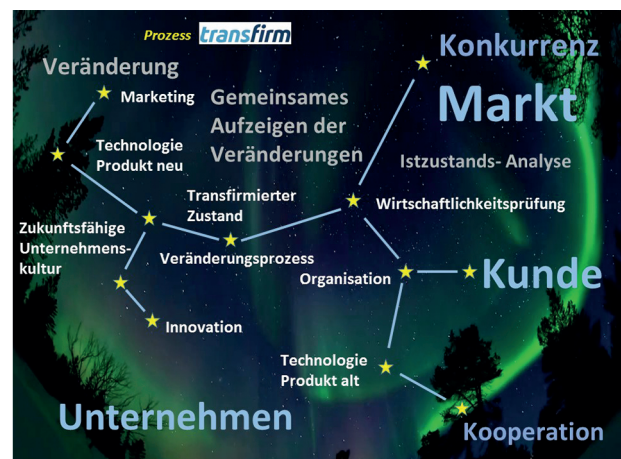 Prozess transfirm
Konkurrenz
Veränderung
Markt
Marketing
Gemeinsames
Aufzeigen der
Veränderungen
Technologie
Produkt neu
Istzustands- Analyse
Transfirmierter
Zustand
Wirtschaftlichkeitsprüfung
Zukunftsfähige
Unternehmens-
kultur
Veränderungsprozess
Organisation
Kunde
Innovation
Technologie
Produkt alt
Unternehmen
Kooperation